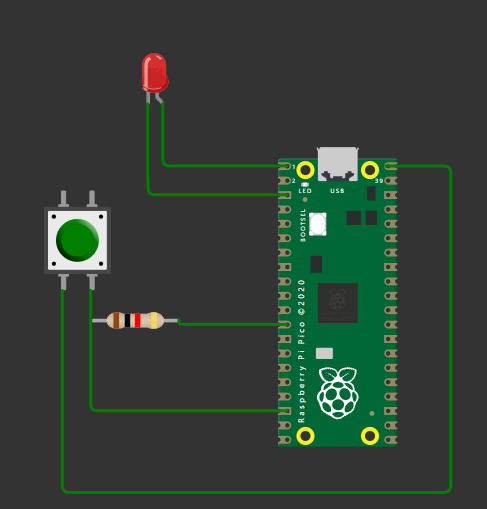 1
2
39
LED
USB
BOOTSEL
Raspberry Pi Pico ©2020